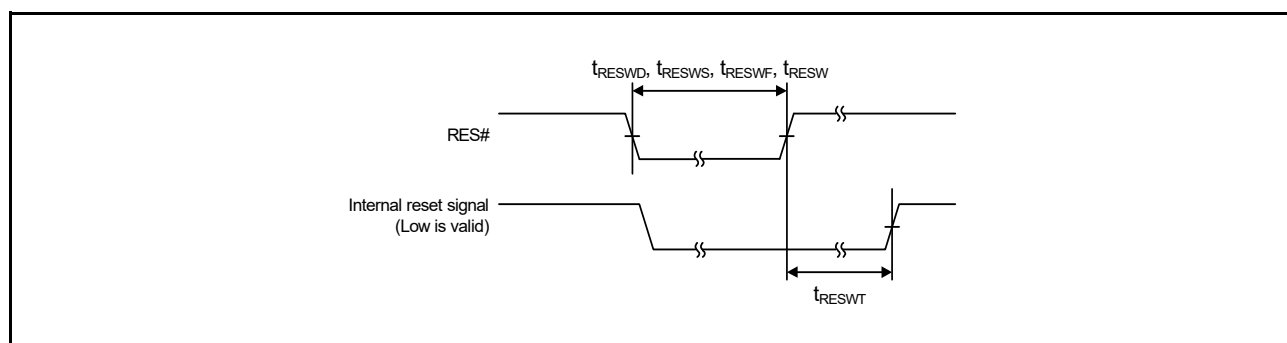 tRESWD, tRESWS, tRESWF, tRESW
RES#
Internal reset signal
(Low is valid)
tRESWT